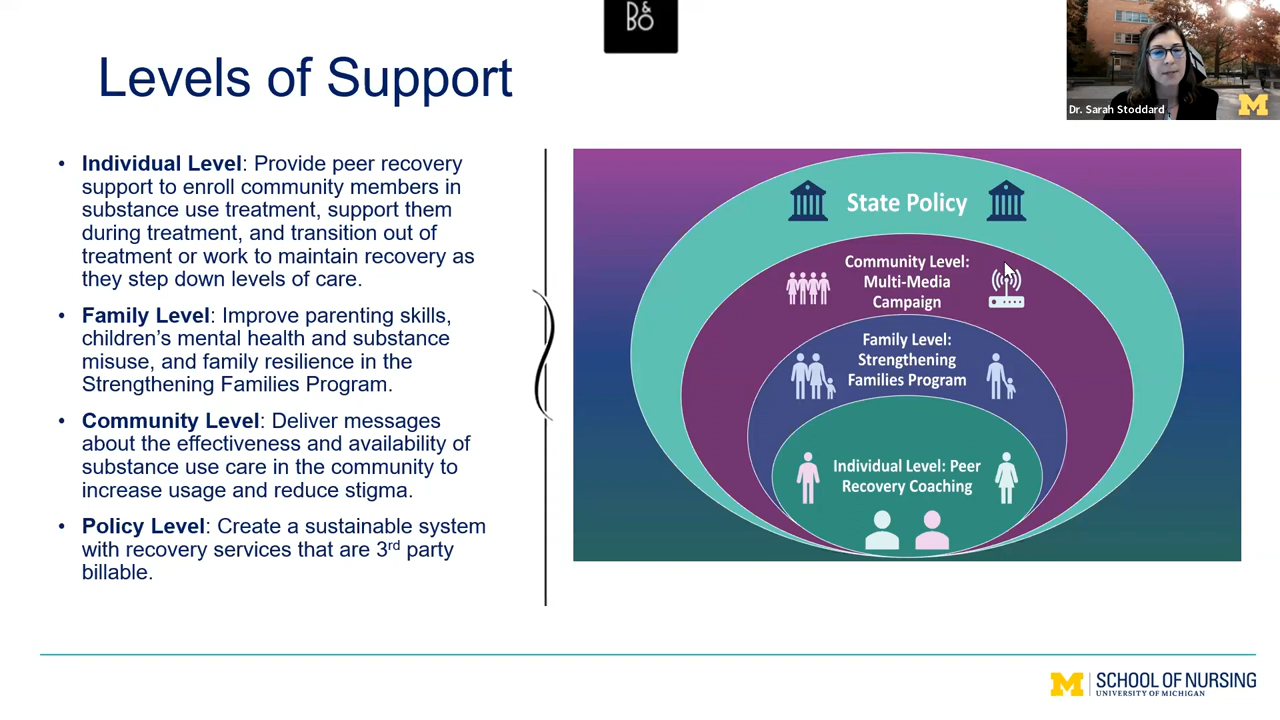 D&
BO
Dr. Sarah Stoddard
M
Levels of Support
• Individual Level: Provide peer recovery
support to enroll community members in
substance use treatment, support them
during treatment, and transition out of
treatment or work to maintain recovery as
they step down levels of care.
• Family Level: Improve parenting skills,
children’s mental health and substance
misuse, and family resilience in the
Strengthening Families Program.
• Community Level: Deliver messages
about the effectiveness and availability of
substance use care in the community to
increase usage and reduce stigma.
• Policy Level: Create a sustainable system
with recovery services that are 3rd party
billable.
State Policy
Community Level:
Multi-Media
Campaign
Family Level:
Strengthening
Families Program
Individual Level: Peer
Recovery Coaching
M SCHOOL OF NURSING
UNIVERSITY OF MICHIGAN